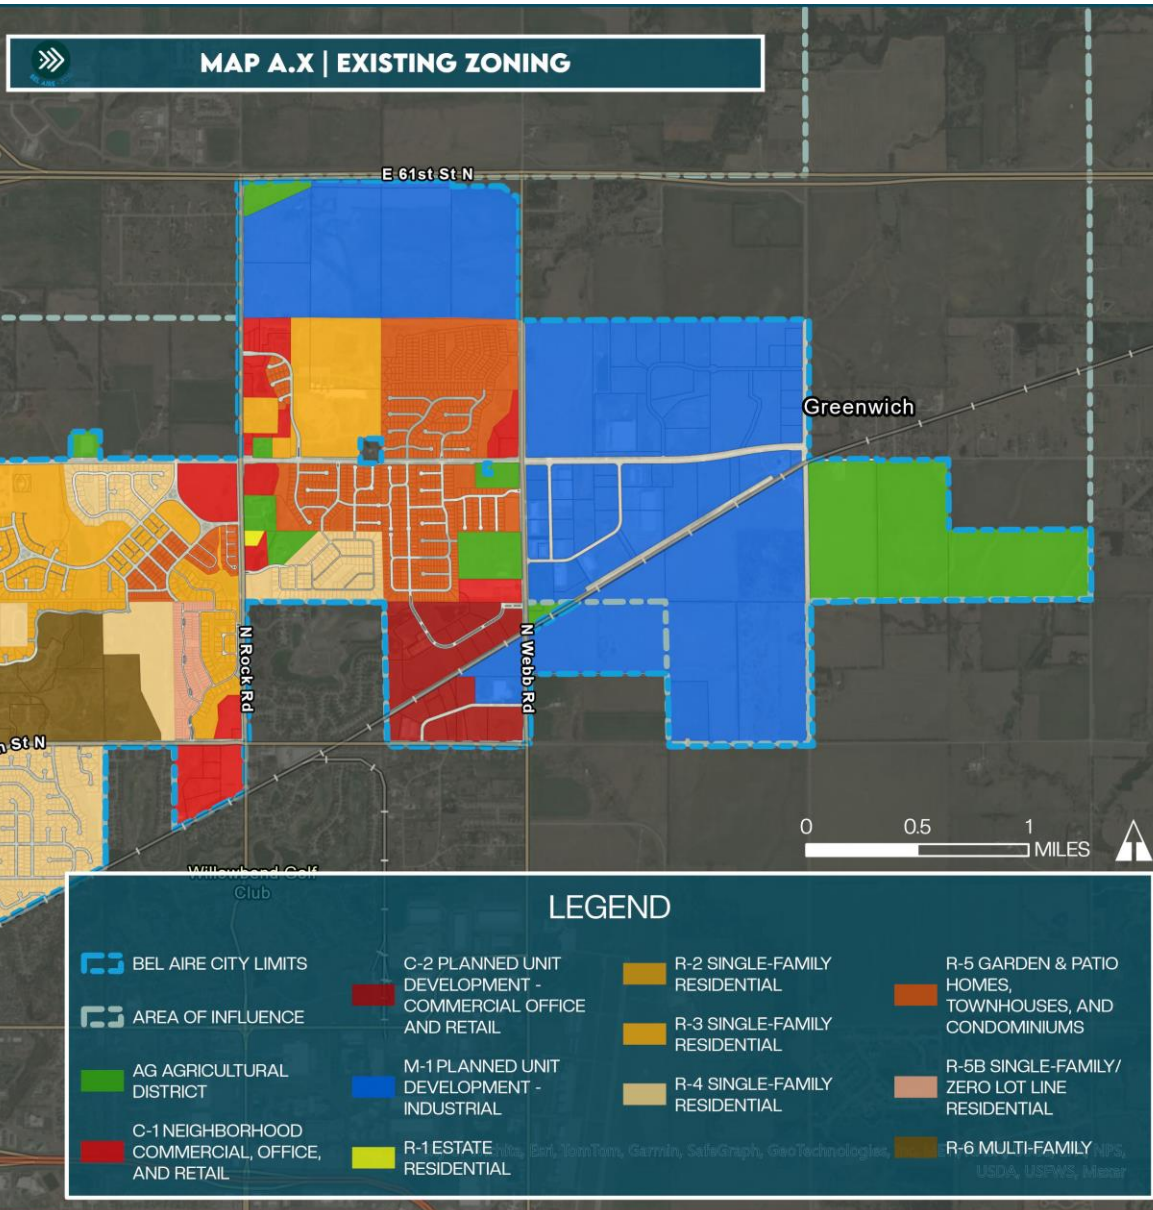 BEL AIRE
MAP A.X | EXISTING ZONING
E 61st St N
Greenwich
N Rock Rd
N Webb Rd
St N
0 0.5 1
MILES
Willowbend Golf
Club
LEGEND
BEL AIRE CITY LIMITS
AREA OF INFLUENCE
AG AGRICULTURAL
DISTRICT
C-1 NEIGHBORHOOD
COMMERCIAL, OFFICE,
AND RETAIL
C-2 PLANNED UNIT
DEVELOPMENT -
COMMERCIAL OFFICE
AND RETAIL
M-1 PLANNED UNIT
DEVELOPMENT -
INDUSTRIAL
R-1 ESTATE
RESIDENTIAL
R-2 SINGLE-FAMILY
RESIDENTIAL
R-3 SINGLE-FAMILY
RESIDENTIAL
R-4 SINGLE-FAMILY
RESIDENTIAL
R-5 GARDEN & PATIO
HOMES,
TOWNHOUSES, AND
CONDOMINIUMS
R-5B SINGLE-FAMILY/
ZERO LOT LINE
RESIDENTIAL
R-6 MULTI-FAMILY
Esri, TomTom, Garmin, SafeGraph, GeoTechnologies, NPS,
USDA, USFWS, Maxar